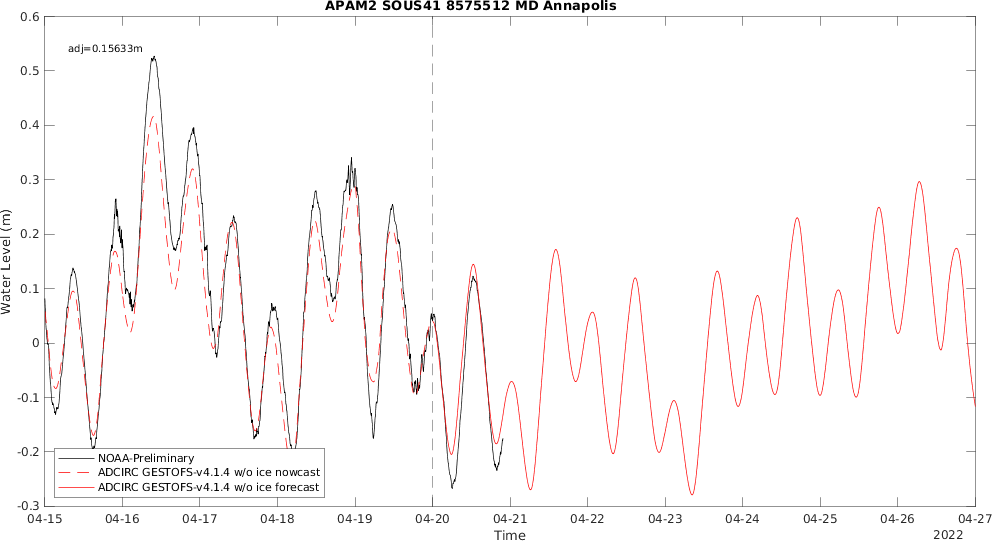 APAM2 SOUS41 8575512 MD Annapolis
adj=0.15633m
Water Level (m)
0.6
0.5
0.4
0.3
0.2
0.1
0
-0.1
-0.2
-0.3
NOAA-Preliminary
ADCIRC GESTOFS-v4.1.4 w/o ice nowcast
ADCIRC GESTOFS-v4.1.4 w/o ice forecast
04-15 04-16 04-17 04-18 04-19 04-20 04-21 04-22 04-23 04-24 04-25 04-26 04-27
Time
2022